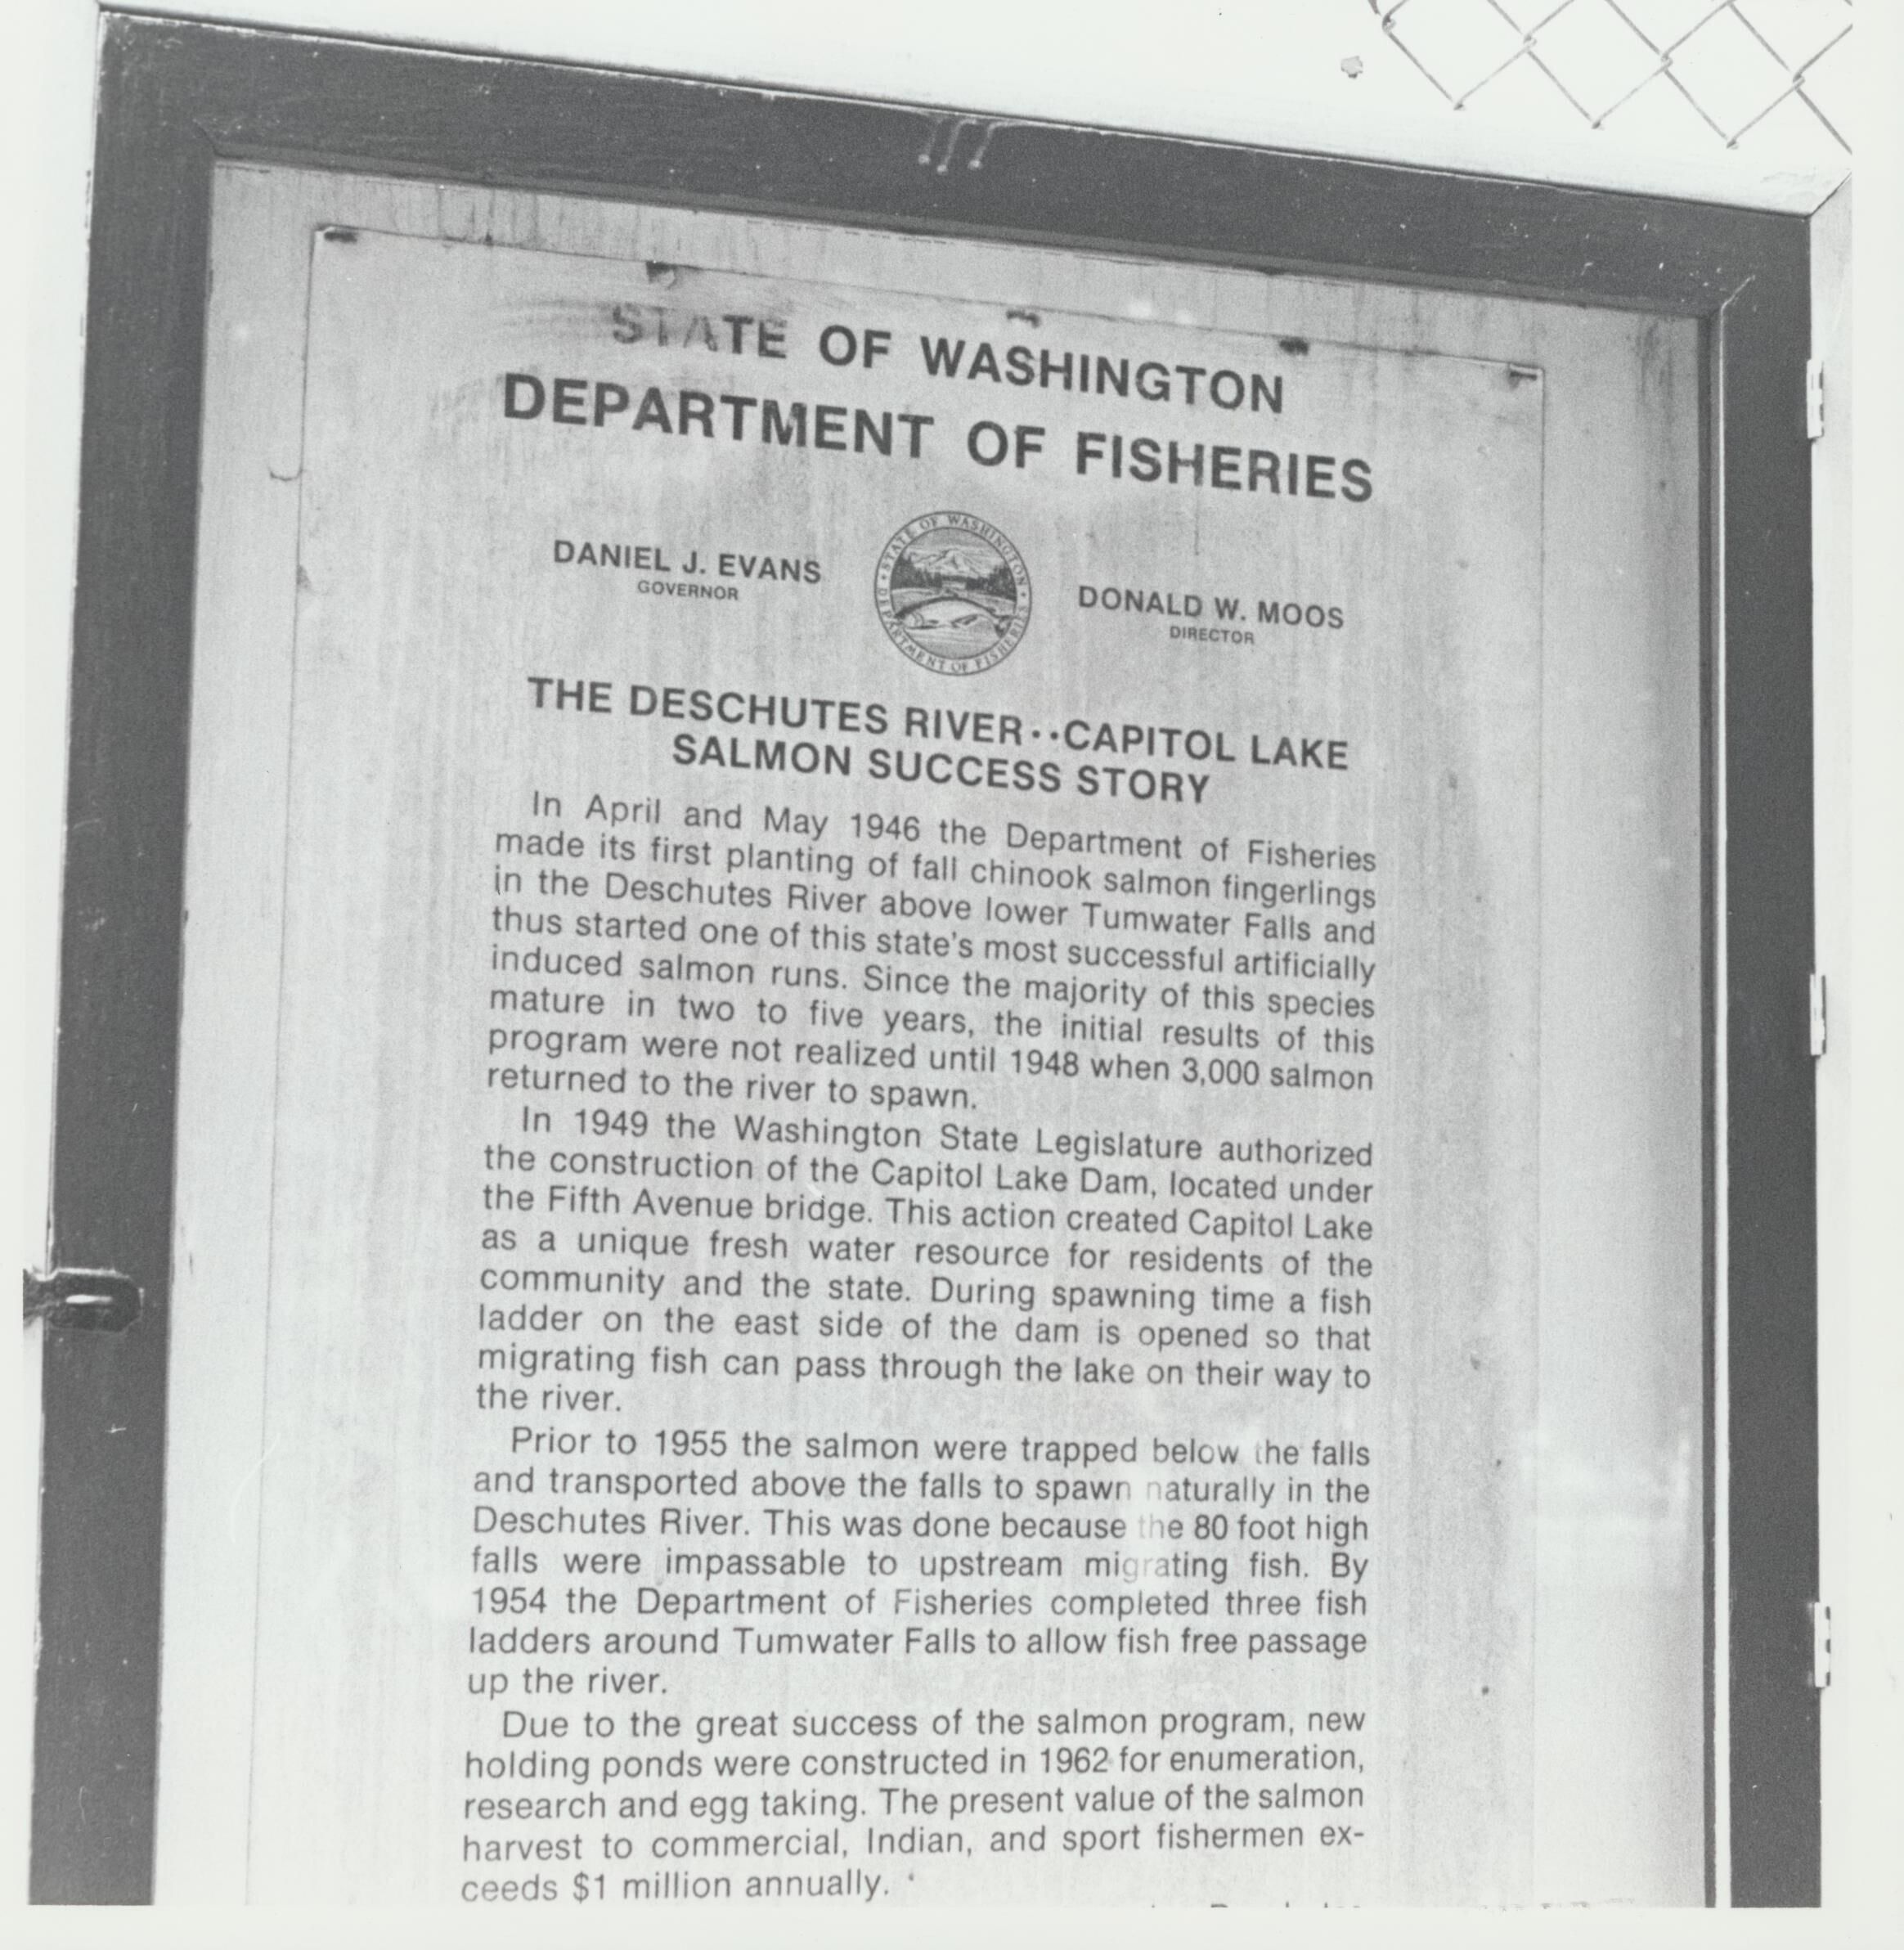 STATE OF WASHINGTON
DEPARTMENT OF FISHERIES
DANIEL J. EVANS
GOVERNOR
STATE OF WASHINGTON
DEPARTMENT OF FISHERIES
DONALD W. MOOS
DIRECTOR
THE DESCHUTES RIVER··CAPITOL LAKE
SALMON SUCCESS STORY
In April and May 1946 the Department of Fisheries
made its first planting of fall chinook salmon fingerlings
in the Deschutes River above lower Tumwater Falls and
thus started one of this state's most successful artificially
induced salmon runs. Since the majority of this species
mature in two to five years, the initial results of this
program were not realized until 1948 when 3,000 salmon
returned to the river to spawn.
In 1949 the Washington State Legislature authorized
the construction of the Capitol Lake Dam, located under
the Fifth Avenue bridge. This action created Capitol Lake
as a unique fresh water resource for residents of the
community and the state. During spawning time a fish
ladder on the east side of the dam is opened so that
migrating fish can pass through the lake on their way to
the river.
Prior to 1955 the salmon were trapped below the falls
and transported above the falls to spawn naturally in the
Deschutes River. This was done because the 80 foot high
falls were impassable to upstream migrating fish. By
1954 the Department of Fisheries completed three fish
ladders around Tumwater Falls to allow fish free passage
up the river.
Due to the great success of the salmon program, new
holding ponds were constructed in 1962 for enumeration,
research and egg taking. The present value of the salmon
harvest to commercial, Indian, and sport fishermen ex-
ceeds $1 million annually.